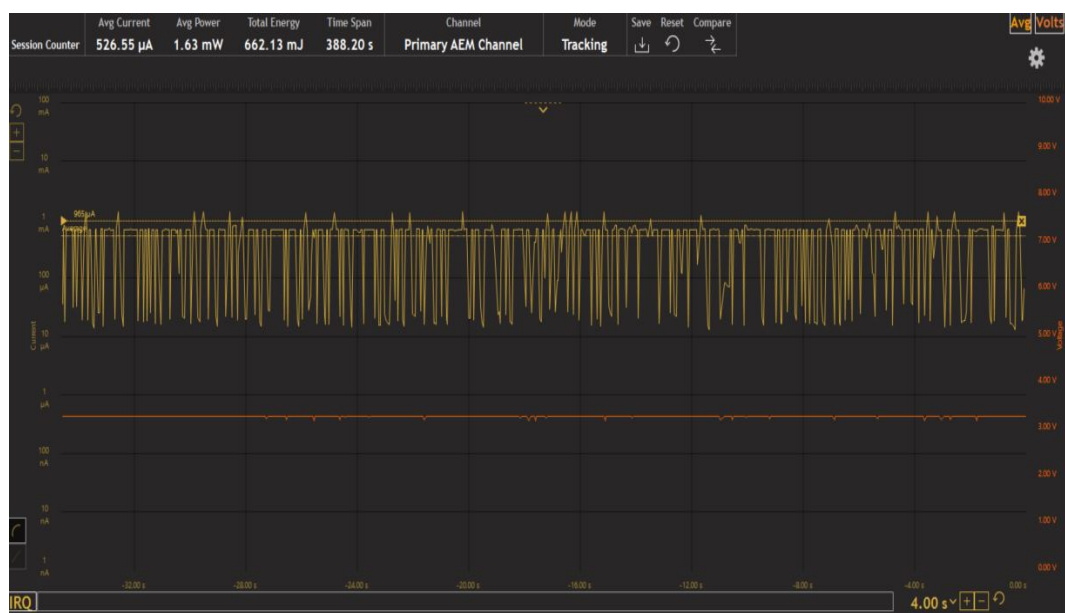 Avg Current Avg Power Total Energy Time Span Channel Mode Save Reset Compare Avg Volts
Session Counter 526.55 µA 1.63 mW 662.13 mJ 388.20 s Primary AEM Channel Tracking
100 mA 10.00 V
10 mA 9.00 V
8.00 V
965µA
1 mA Average 7.00 V
100 µA 6.00 V
10 µA 5.00 V
Current Voltage
1 µA 4.00 V
3.00 V
100 nA 2.00 V
10 nA 1.00 V
1 nA 0.00 V
-32.00 s -28.00 s -24.00 s -20.00 s -16.00 s -12.00 s -8.00 s -4.00 s 0.00 s
IRQ 4.00 s